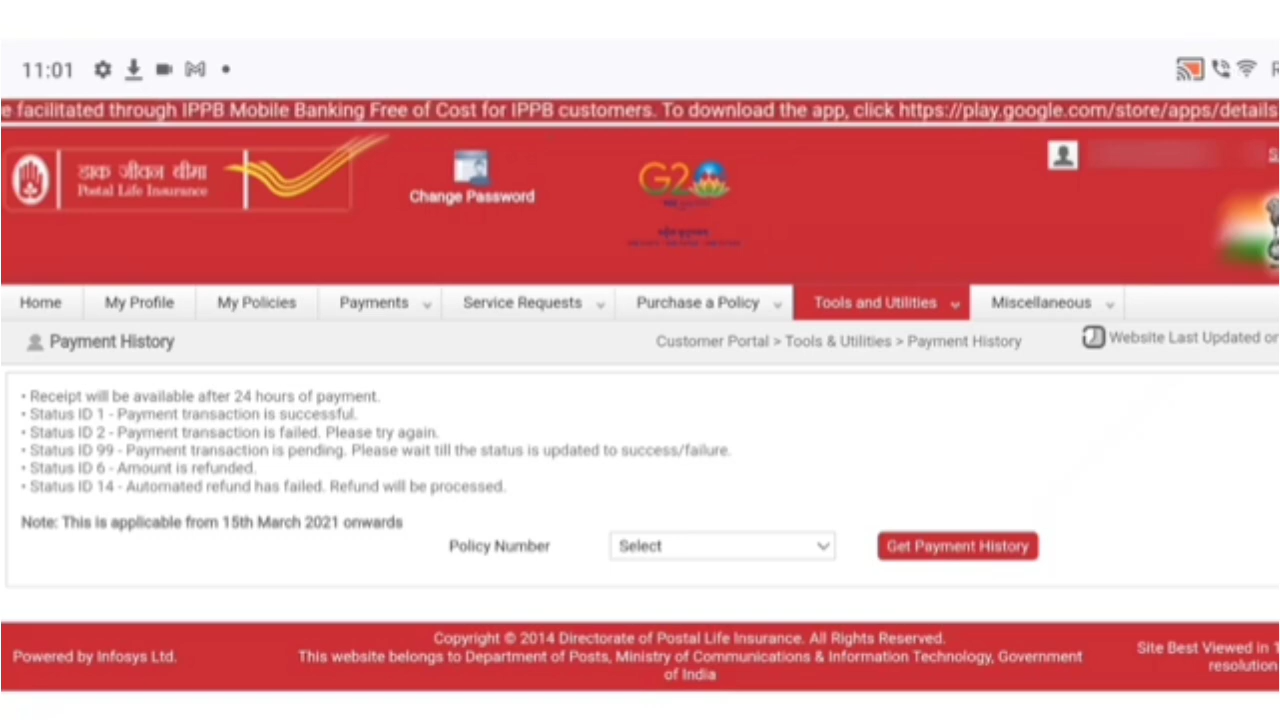 11:01
e facilitated through IPPB Mobile Banking Free of Cost for IPPB customers. To download the app, click https://play.google.com/store/apps/details
डाक जीवन बीमा
Postal Life Insurance
Change Password
G20
Home My Profile My Policies Payments Service Requests Purchase a Policy Tools and Utilities Miscellaneous
Payment History
Customer Portal > Tools & Utilities > Payment History
Website Last Updated on
• Receipt will be available after 24 hours of payment.
• Status ID 1 - Payment transaction is successful.
• Status ID 2 - Payment transaction is failed. Please try again.
• Status ID 99 - Payment transaction is pending. Please wait till the status is updated to success/failure.
• Status ID 6 - Amount is refunded.
• Status ID 14 - Automated refund has failed. Refund will be processed.
Note: This is applicable from 15th March 2021 onwards
Policy Number Select Get Payment History
Powered by Infosys Ltd.
Copyright © 2014 Directorate of Postal Life Insurance. All Rights Reserved.
This website belongs to Department of Posts, Ministry of Communications & Information Technology, Government
of India
Site Best Viewed in 1
resolution